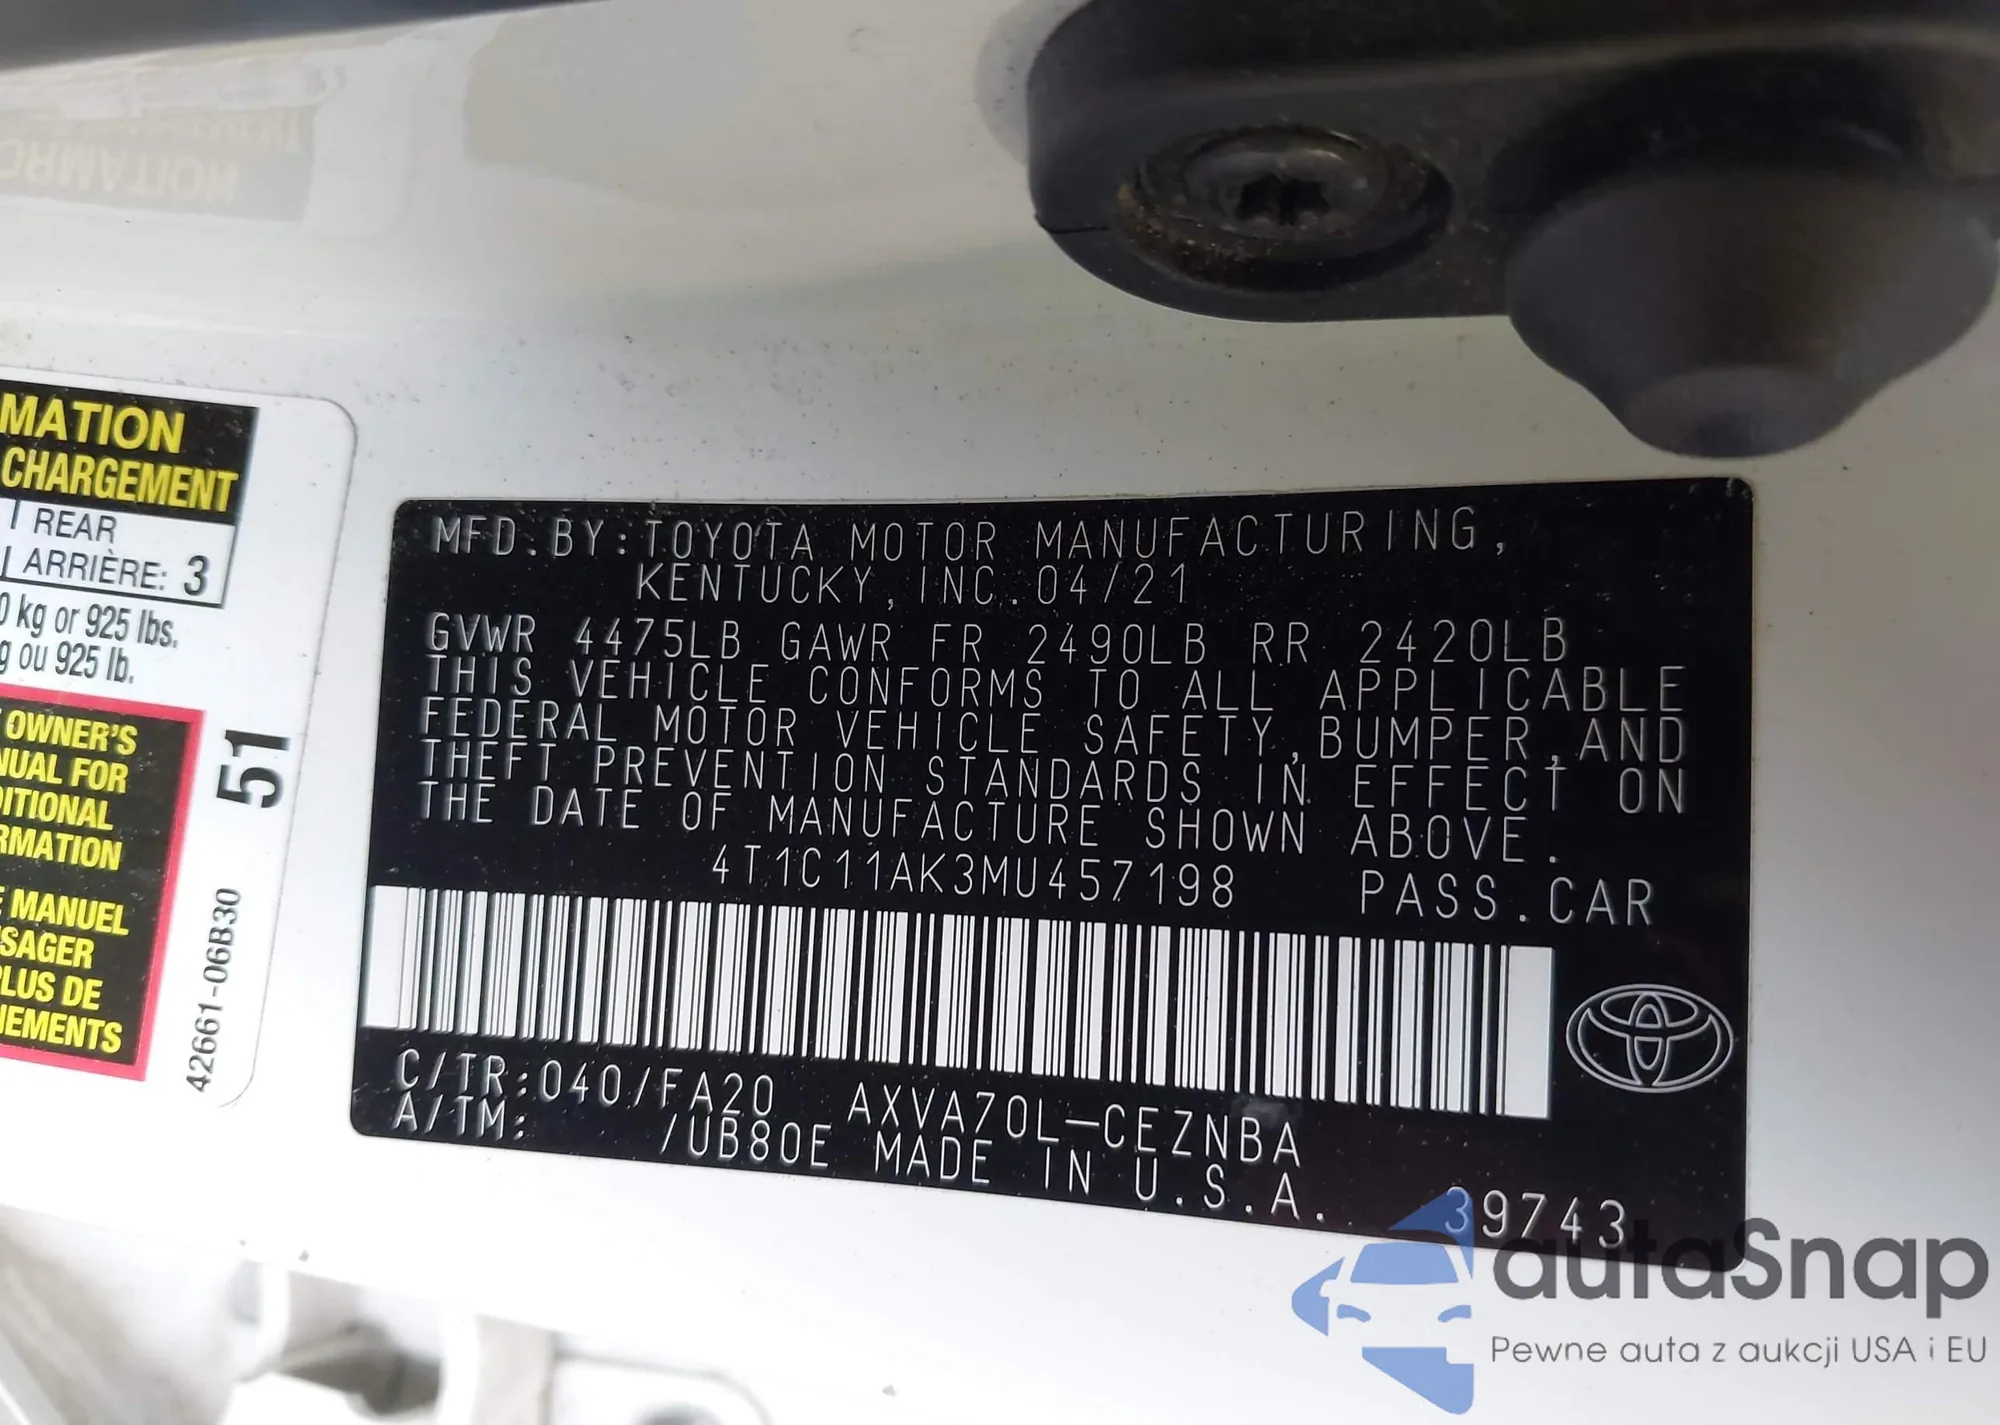 MATION
CHARGEMENT
REAR
ARRIÈRE: 3
0 kg or 925 lbs.
g ou 925 lb.
OWNER'S
NUAL FOR
DITIONAL
RMATION
E MANUEL
SAGER
PLUS DE
NEMENTS
51
42661-06B30
MFD.BY:TOYOTA MOTOR MANUFACTURING,
KENTUCKY, INC. 04/21
GVWR 4475LB GAWR FR 2490LB RR 2420LB
THIS VEHICLE CONFORMS TO ALL APPLICABLE
FEDERAL MOTOR VEHICLE SAFETY,BUMPER,AND
THEFT PREVENTION STANDARDS IN EFFECT ON
THE DATE OF MANUFACTURE SHOWN ABOVE.
4T1C11AK3MU457198 PASS.CAR
C/TR:040/FA20 AXVA70L-CEZNBA
A/TM: /UB80E MADE IN U.S.A. 39743
autaSnap
Pewne auta z aukcji USA i EU